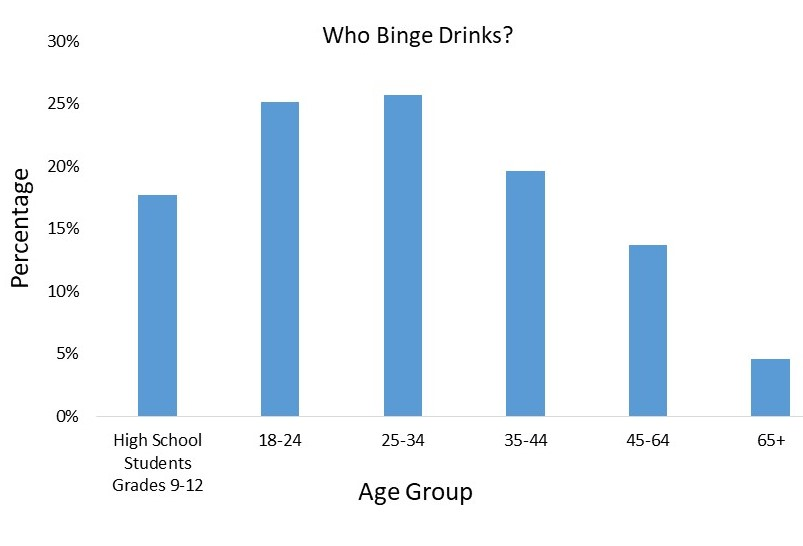 Who Binge Drinks?
30%
25%
20%
15%
10%
5%
0%
Percentage
High School
Students
Grades 9-12
18-24
25-34
35-44
45-64
65+
Age Group